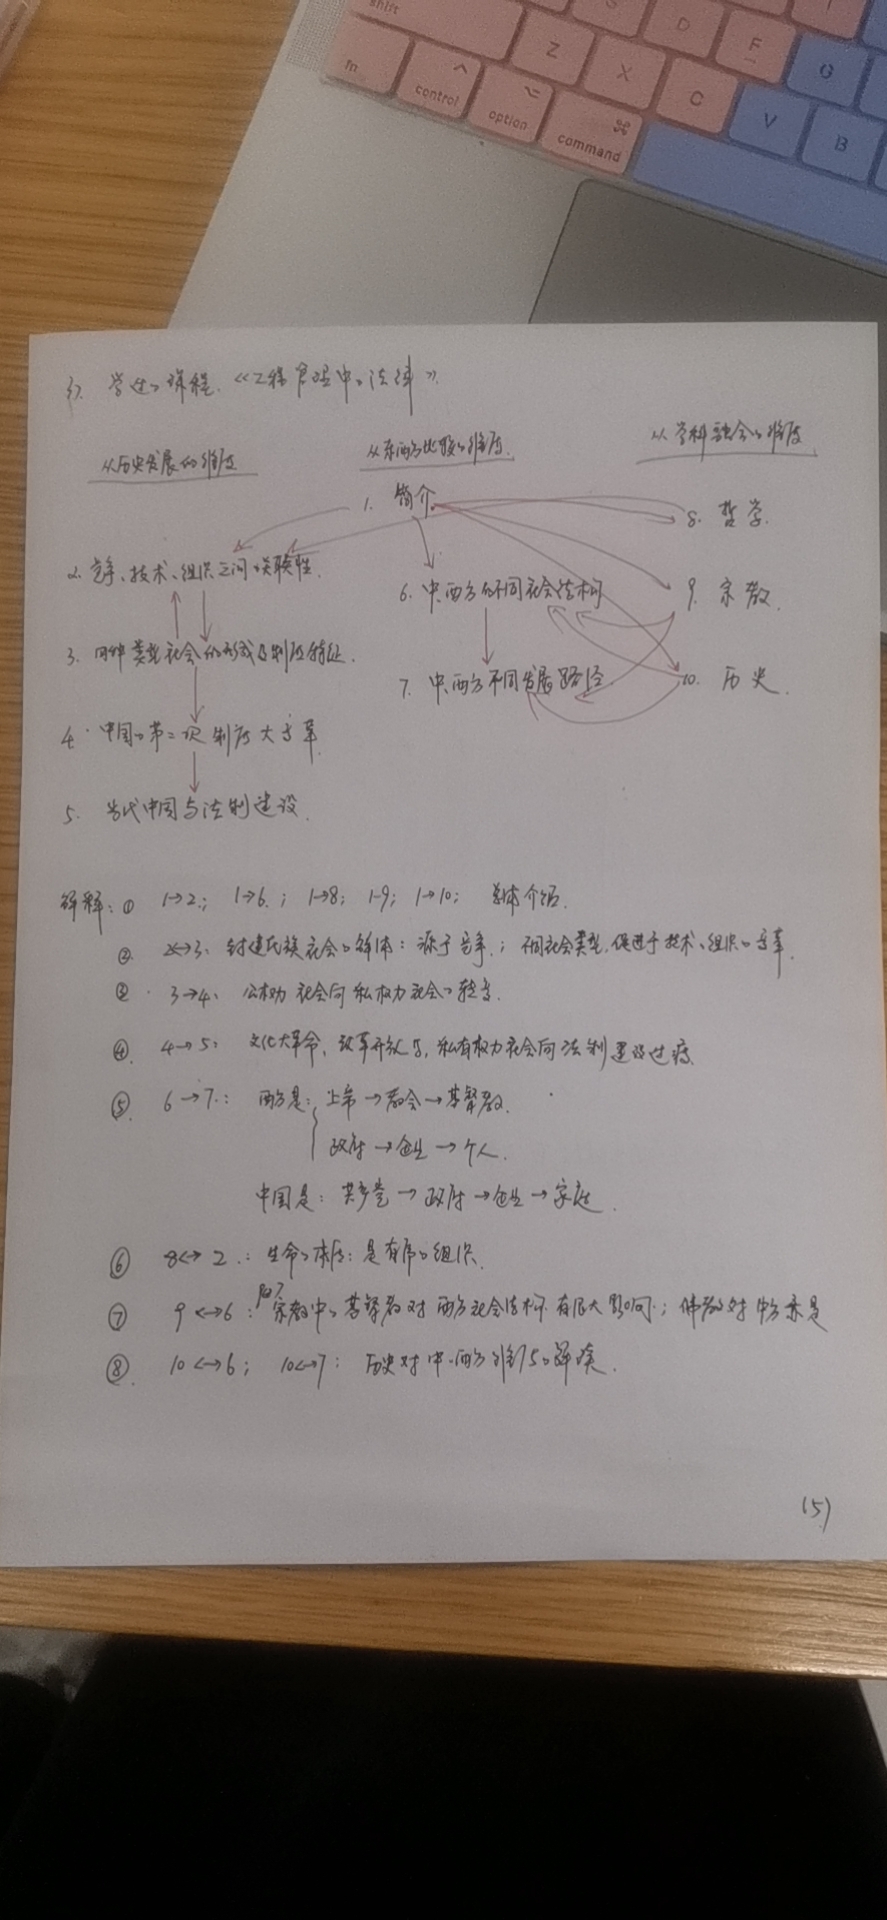 shift
S
D
F
fn
control
Z
X
C
G
option
command
V
B
3). 学过的课程.《工程管理中的法律》.
从历史发展的维度
从东西方比较的维度.
从学科融合的维度
1. 简介
2. 竞争、技术、组织之间的关联性.
3. 两种类型社会的形成及制度特征.
4. 中国的第二次制度大变革
5. 当代中国与法制建设.
6. 中、西方的不同社会结构
7. 中、西方不同发展路径.
8. 哲学.
9. 宗教.
10. 历史.
解释: ① 1→2; 1→6.; 1→8; 1-9; 1→10; 总体介绍.
② 2↔3: 封建氏族社会的解体: 源于竞争.; 不同社会类型,促进了技术、组织的变革.
③ 3→4: 公权力社会向私权力社会的转变.
④ 4→5: 文化大革命、改革开放后,私有权力社会向法制建设过渡.
⑤ 6→7.: 西方是: 上帝→教会→基督教.
政府→企业→个人.
中国是: 共产党→政府→企业→家庭.
⑥ 8↔2.: 生命的本质: 是有序的组织.
⑦ 9↔6: 宗教中的基督教对西方社会结构有很大影响; 佛教对中方亦是
⑧ 10↔6; 10↔7: 历史对中、西方维度的解读.
(5)